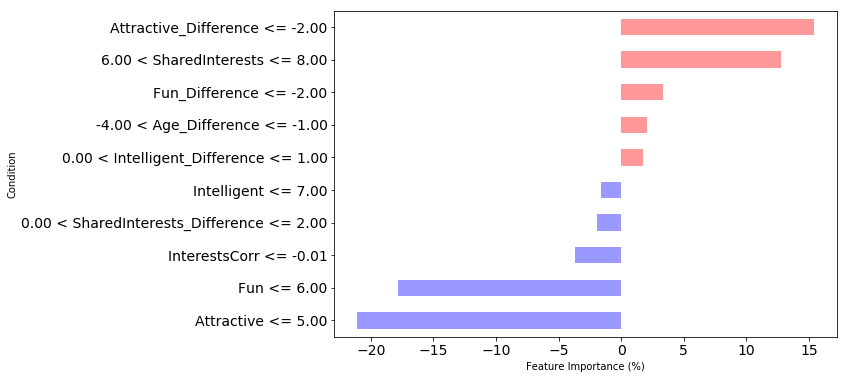 Attractive_Difference <= -2.00
6.00 < SharedInterests <= 8.00
Fun_Difference <= -2.00
-4.00 < Age_Difference <= -1.00
0.00 < Intelligent_Difference <= 1.00
Intelligent <= 7.00
0.00 < SharedInterests_Difference <= 2.00
InterestsCorr <= -0.01
Fun <= 6.00
Attractive <= 5.00
Condition
−20 −15 −10 −5 0 5 10 15
Feature Importance (%)